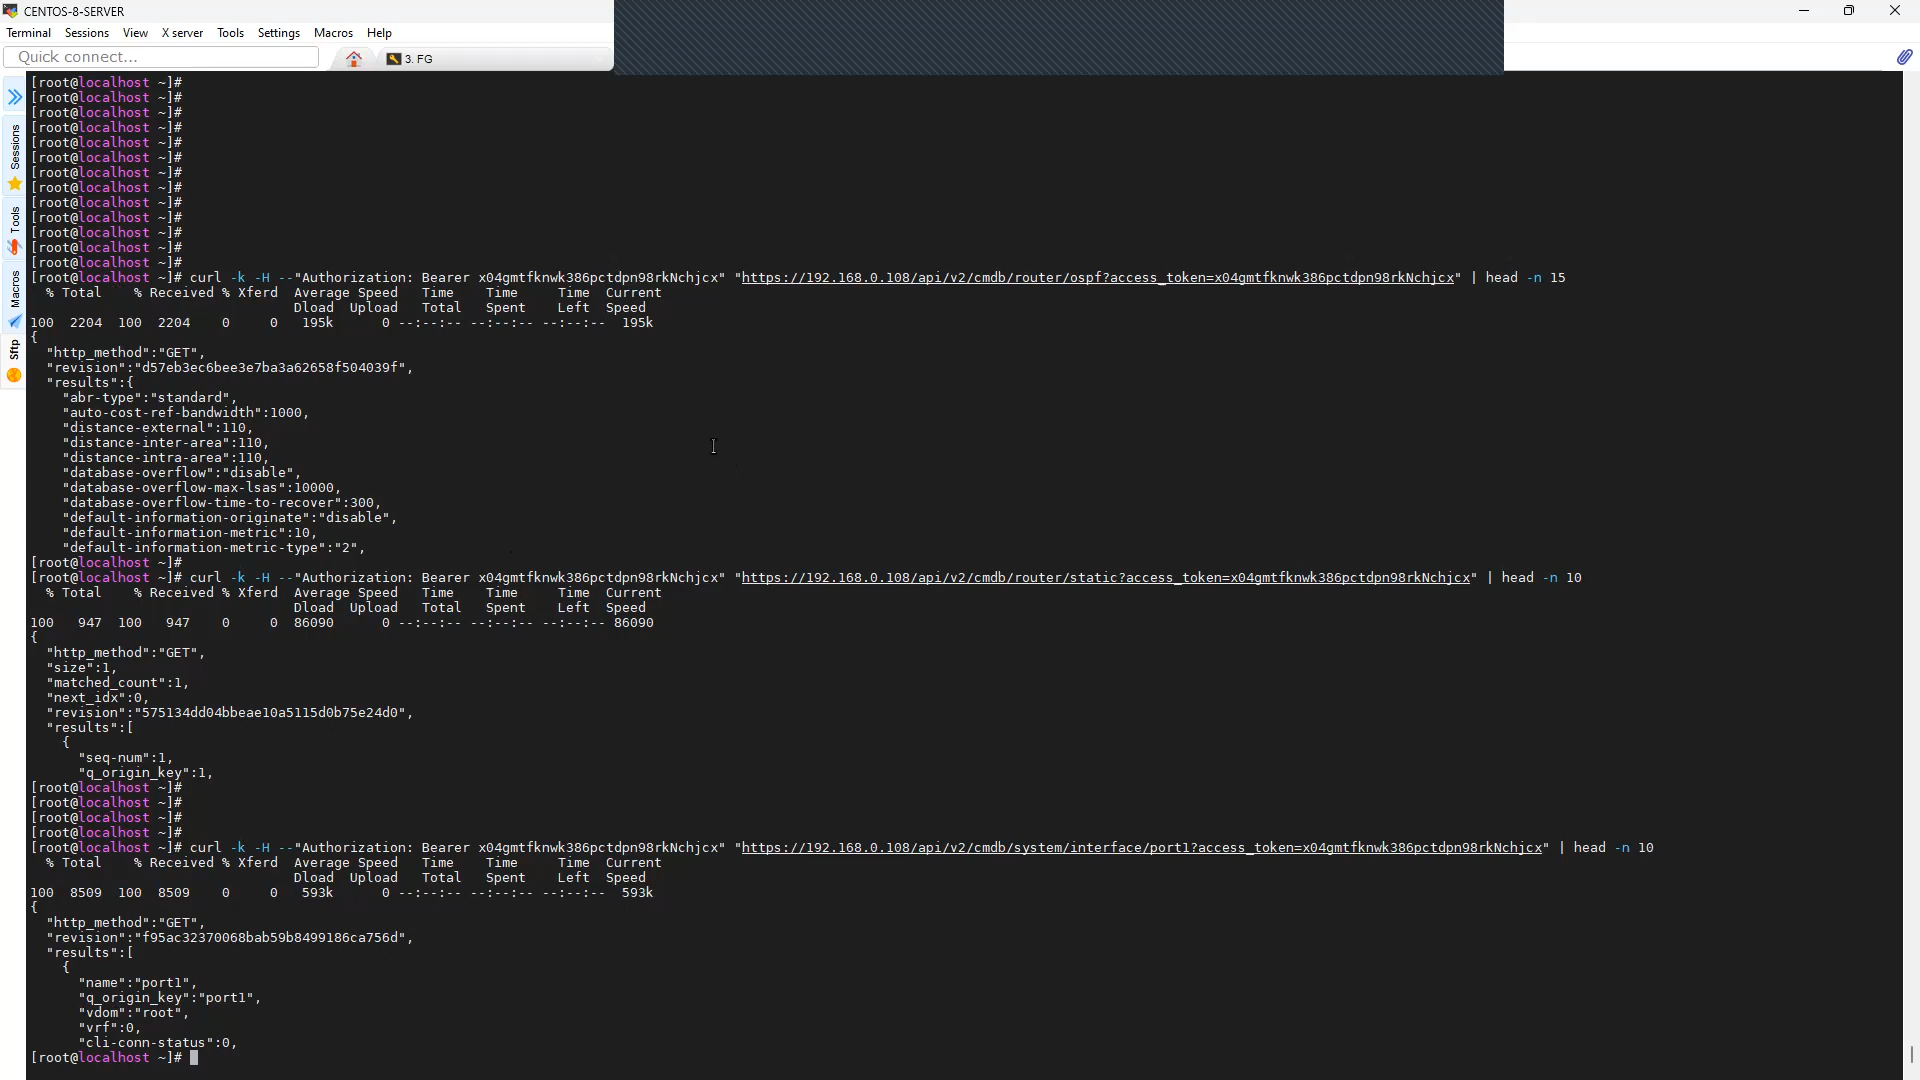 CENTOS-8-SERVER
Terminal Sessions View X server Tools Settings Macros Help
Quick connect...
3. FG
Sessions
Tools
Macros
Sftp
[root@localhost ~]#
[root@localhost ~]#
[root@localhost ~]#
[root@localhost ~]#
[root@localhost ~]#
[root@localhost ~]#
[root@localhost ~]#
[root@localhost ~]#
[root@localhost ~]#
[root@localhost ~]#
[root@localhost ~]#
[root@localhost ~]#
[root@localhost ~]#
[root@localhost ~]# curl -k -H --"Authorization: Bearer x04gmtfknwk386pctdpn98rkNchjcx" "https://192.168.0.108/api/v2/cmdb/router/ospf?access_token=x04gmtfknwk386pctdpn98rkNchjcx" | head -n 15
  % Total    % Received % Xferd  Average Speed   Time    Time     Time  Current
                                 Dload  Upload   Total   Spent    Left  Speed
100  2204  100  2204    0     0   195k      0 --:--:-- --:--:-- --:--:--  195k
{
  "http_method":"GET",
  "revision":"d57eb3ec6bee3e7ba3a62658f504039f",
  "results":{
    "abr-type":"standard",
    "auto-cost-ref-bandwidth":1000,
    "distance-external":110,
    "distance-inter-area":110,
    "distance-intra-area":110,
    "database-overflow":"disable",
    "database-overflow-max-lsas":10000,
    "database-overflow-time-to-recover":300,
    "default-information-originate":"disable",
    "default-information-metric":10,
    "default-information-metric-type":"2",
[root@localhost ~]#
[root@localhost ~]# curl -k -H --"Authorization: Bearer x04gmtfknwk386pctdpn98rkNchjcx" "https://192.168.0.108/api/v2/cmdb/router/static?access_token=x04gmtfknwk386pctdpn98rkNchjcx" | head -n 10
  % Total    % Received % Xferd  Average Speed   Time    Time     Time  Current
                                 Dload  Upload   Total   Spent    Left  Speed
100   947  100   947    0     0  86090      0 --:--:-- --:--:-- --:--:-- 86090
{
  "http_method":"GET",
  "size":1,
  "matched_count":1,
  "next_idx":0,
  "revision":"575134dd04bbeae10a5115d0b75e24d0",
  "results":[
    {
      "seq-num":1,
      "q_origin_key":1,
[root@localhost ~]#
[root@localhost ~]#
[root@localhost ~]#
[root@localhost ~]#
[root@localhost ~]# curl -k -H --"Authorization: Bearer x04gmtfknwk386pctdpn98rkNchjcx" "https://192.168.0.108/api/v2/cmdb/system/interface/port1?access_token=x04gmtfknwk386pctdpn98rkNchjcx" | head -n 10
  % Total    % Received % Xferd  Average Speed   Time    Time     Time  Current
                                 Dload  Upload   Total   Spent    Left  Speed
100  8509  100  8509    0     0   593k      0 --:--:-- --:--:-- --:--:--  593k
{
  "http_method":"GET",
  "revision":"f95ac32370068bab59b8499186ca756d",
  "results":[
    {
      "name":"port1",
      "q_origin_key":"port1",
      "vdom":"root",
      "vrf":0,
      "cli-conn-status":0,
[root@localhost ~]#